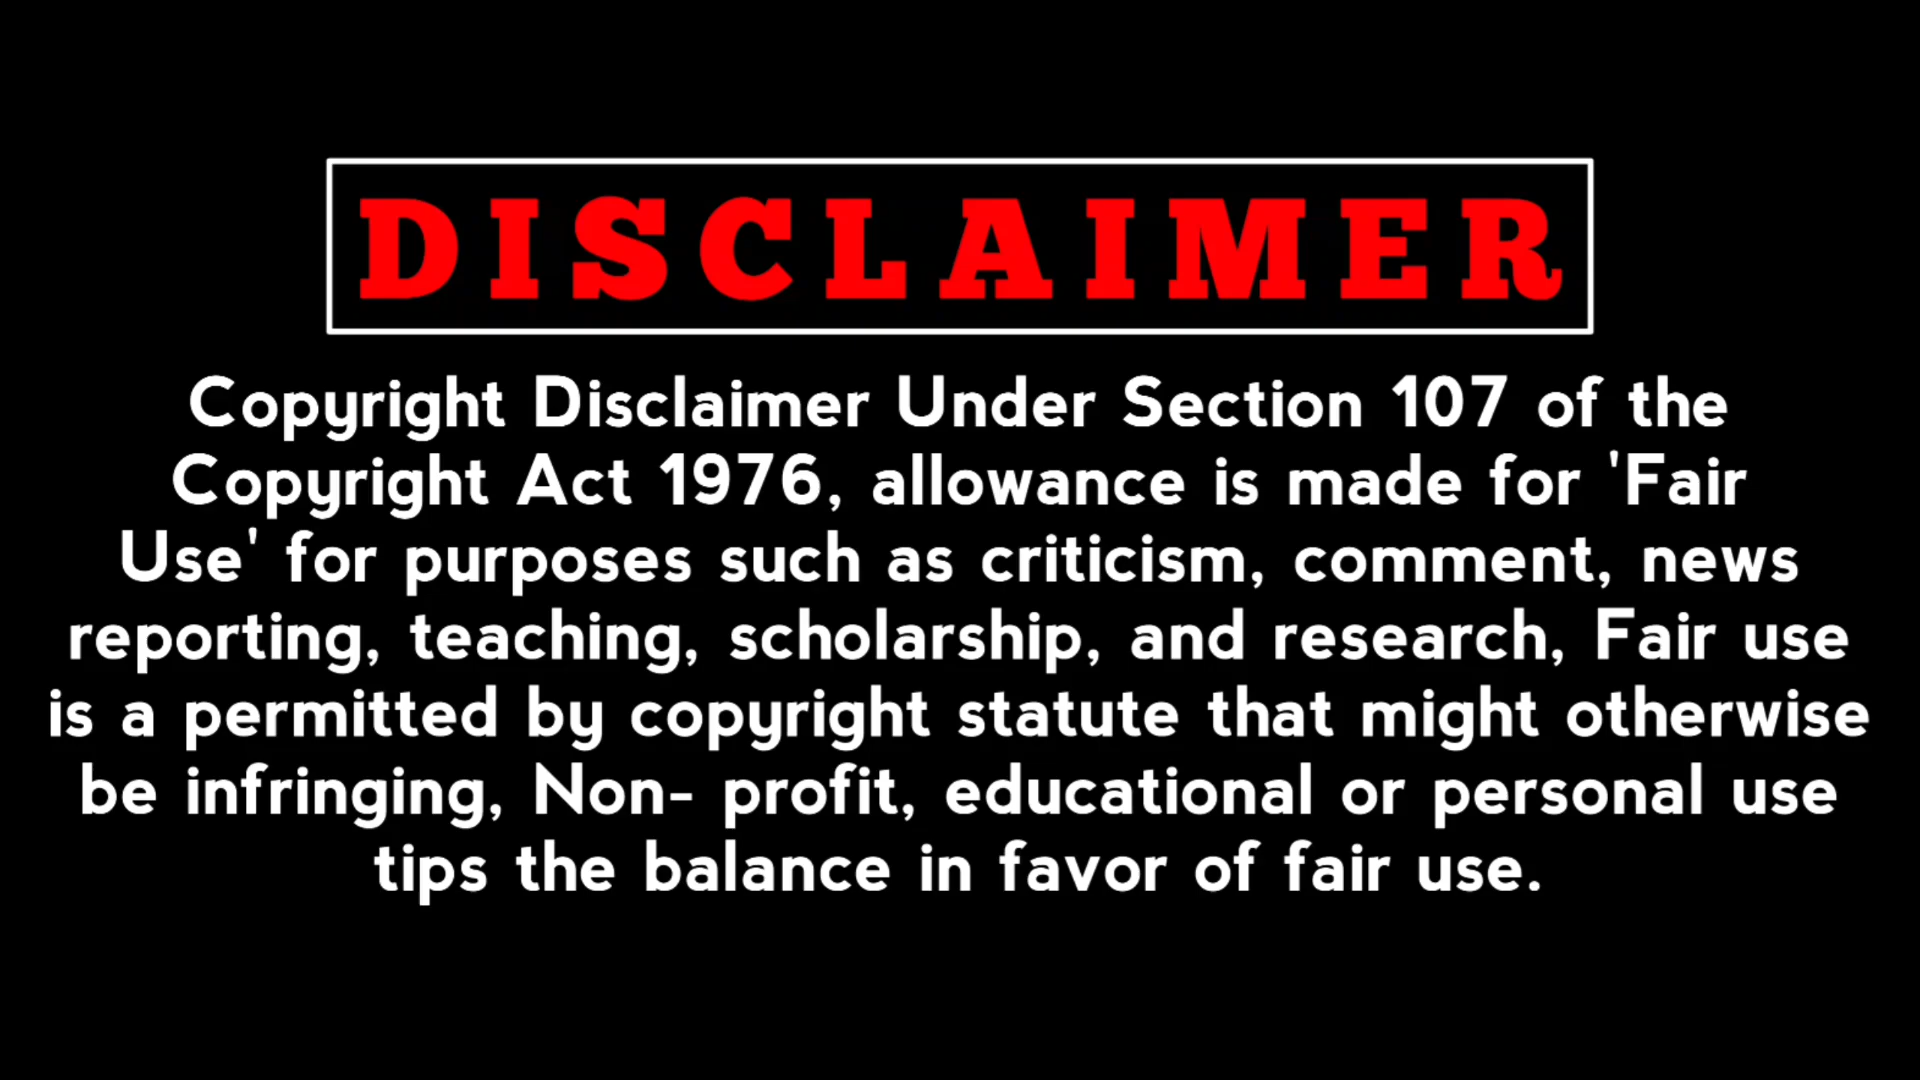 DISCLAIMER
Copyright Disclaimer Under Section 107 of the
Copyright Act 1976, allowance is made for 'Fair
Use' for purposes such as criticism, comment, news
reporting, teaching, scholarship, and research, Fair use
is a permitted by copyright statute that might otherwise
be infringing, Non- profit, educational or personal use
tips the balance in favor of fair use.